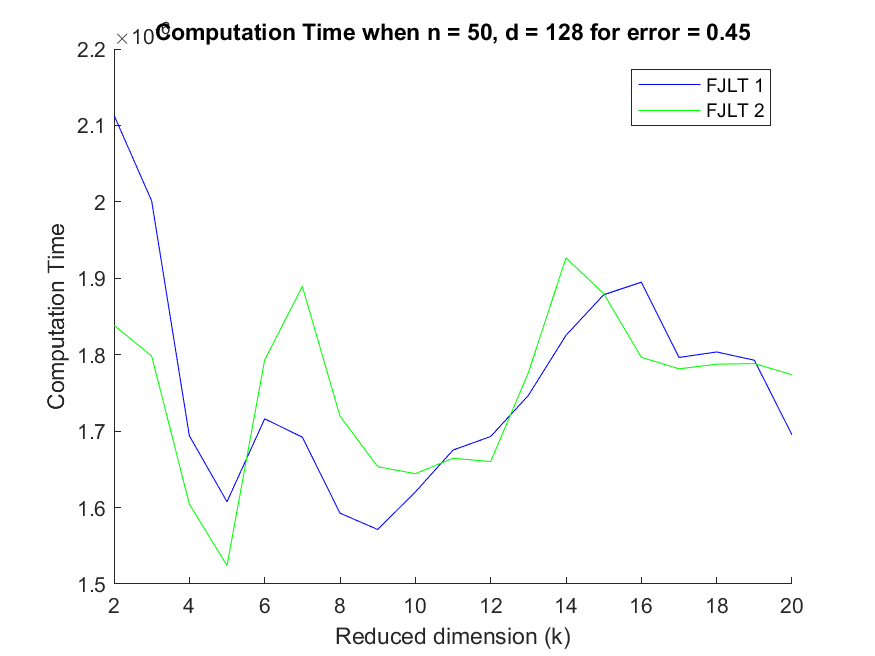 ×10
Computation Time when n = 50, d = 128 for error = 0.45
2.2
2.1
2
1.9
1.8
1.7
1.6
1.5
Computation Time
FJLT 1
FJLT 2
2 4 6 8 10 12 14 16 18 20
Reduced dimension (k)